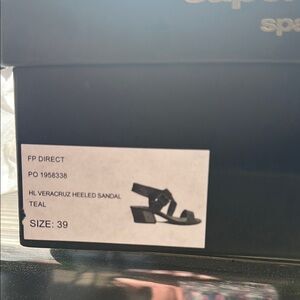 FP DIRECT
PO 1958338
HL VERACRUZ HEELED SANDAL
TEAL
SIZE: 39